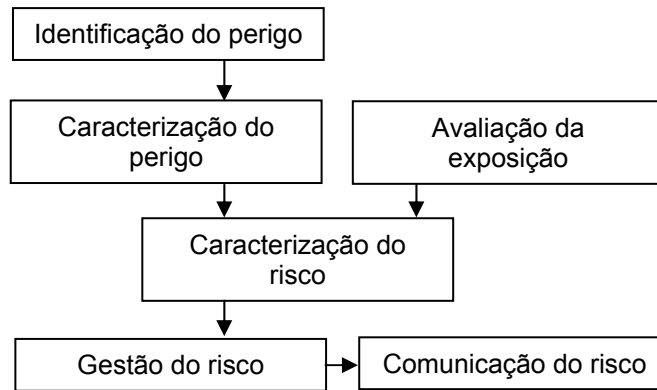 Identificação do perigo
Caracterização do
perigo
Avaliação da
exposição
Caracterização do
risco
Gestão do risco
Comunicação do risco